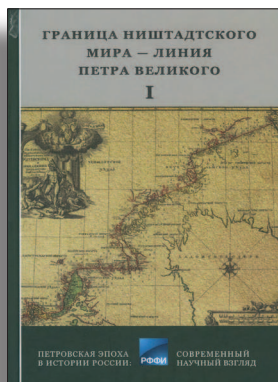 ГРАНИЦА НИШТАДТСКОГО
МИРА — ЛИНИЯ
ПЕТРА ВЕЛИКОГО
I
ПЕТРОВСКАЯ ЭПОХА
В ИСТОРИИ РОССИИ:
РФФИ
СОВРЕМЕННЫЙ
НАУЧНЫЙ ВЗГЛЯД